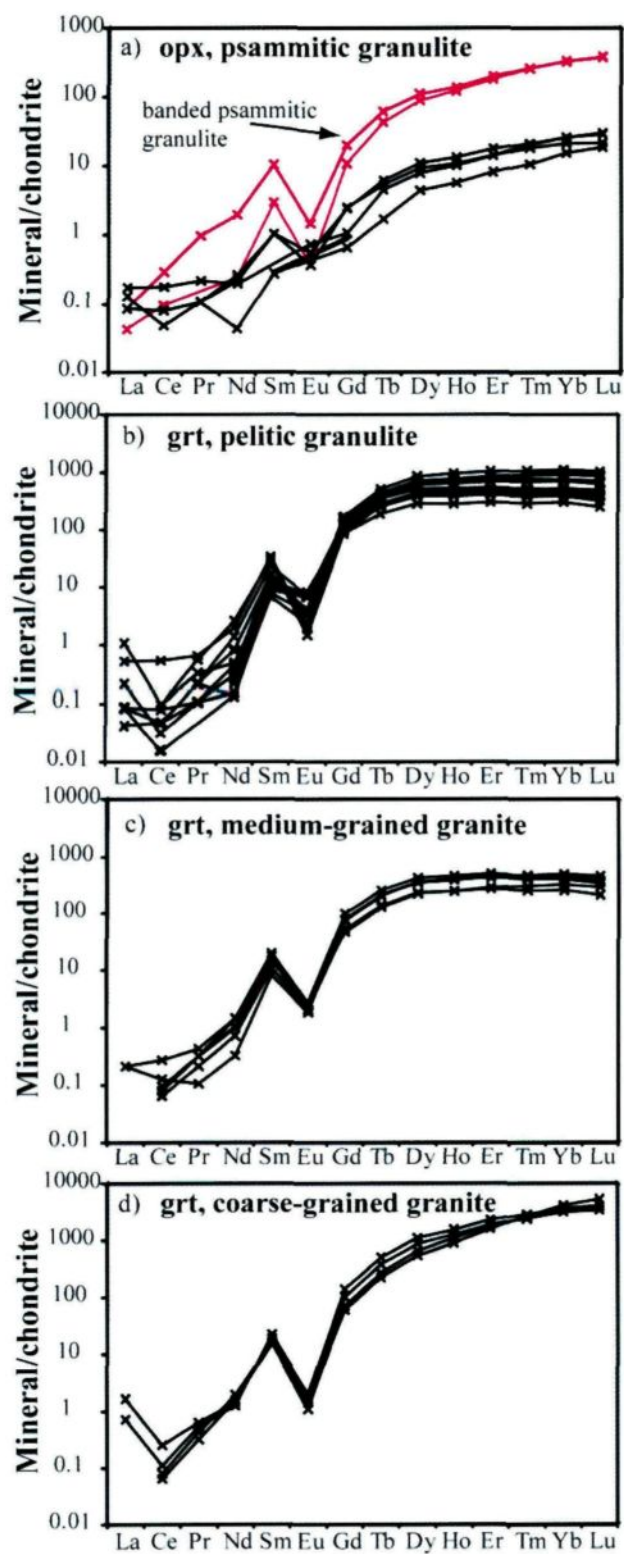 a) opx, psammitic granulite
Mineral/chondrite
1000
100
10
1
0.1
0.01
banded psammitic
granulite
La Ce Pr Nd Sm Eu Gd Tb Dy Ho Er Tm Yb Lu
b) grt, pelitic granulite
Mineral/chondrite
10000
1000
100
10
1
0.1
0.01
La Ce Pr Nd Sm Eu Gd Tb Dy Ho Er Tm Yb Lu
c) grt, medium-grained granite
Mineral/chondrite
10000
1000
100
10
1
0.1
0.01
La Ce Pr Nd Sm Eu Gd Tb Dy Ho Er Tm Yb Lu
d) grt, coarse-grained granite
Mineral/chondrite
10000
1000
100
10
1
0.1
0.01
La Ce Pr Nd Sm Eu Gd Tb Dy Ho Er Tm Yb Lu